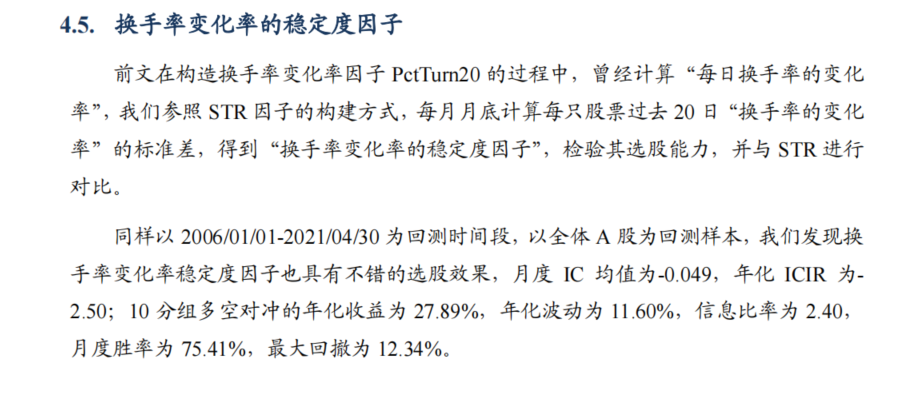 4.5. 换手率变化率的稳定度因子
前文在构造换手率变化率因子 PctTurn20 的过程中，曾经计算“每日换手率的变化
率”，我们参照 STR 因子的构建方式，每月月底计算每只股票过去 20 日“换手率的变化
率”的标准差，得到“换手率变化率的稳定度因子”，检验其选股能力，并与 STR 进行
对比。
同样以 2006/01/01-2021/04/30 为回测时间段，以全体 A 股为回测样本，我们发现换
手率变化率稳定度因子也具有不错的选股效果，月度 IC 均值为-0.049，年化 ICIR 为-
2.50；10 分组多空对冲的年化收益为 27.89%，年化波动为 11.60%，信息比率为 2.40，
月度胜率为 75.41%，最大回撤为 12.34%。